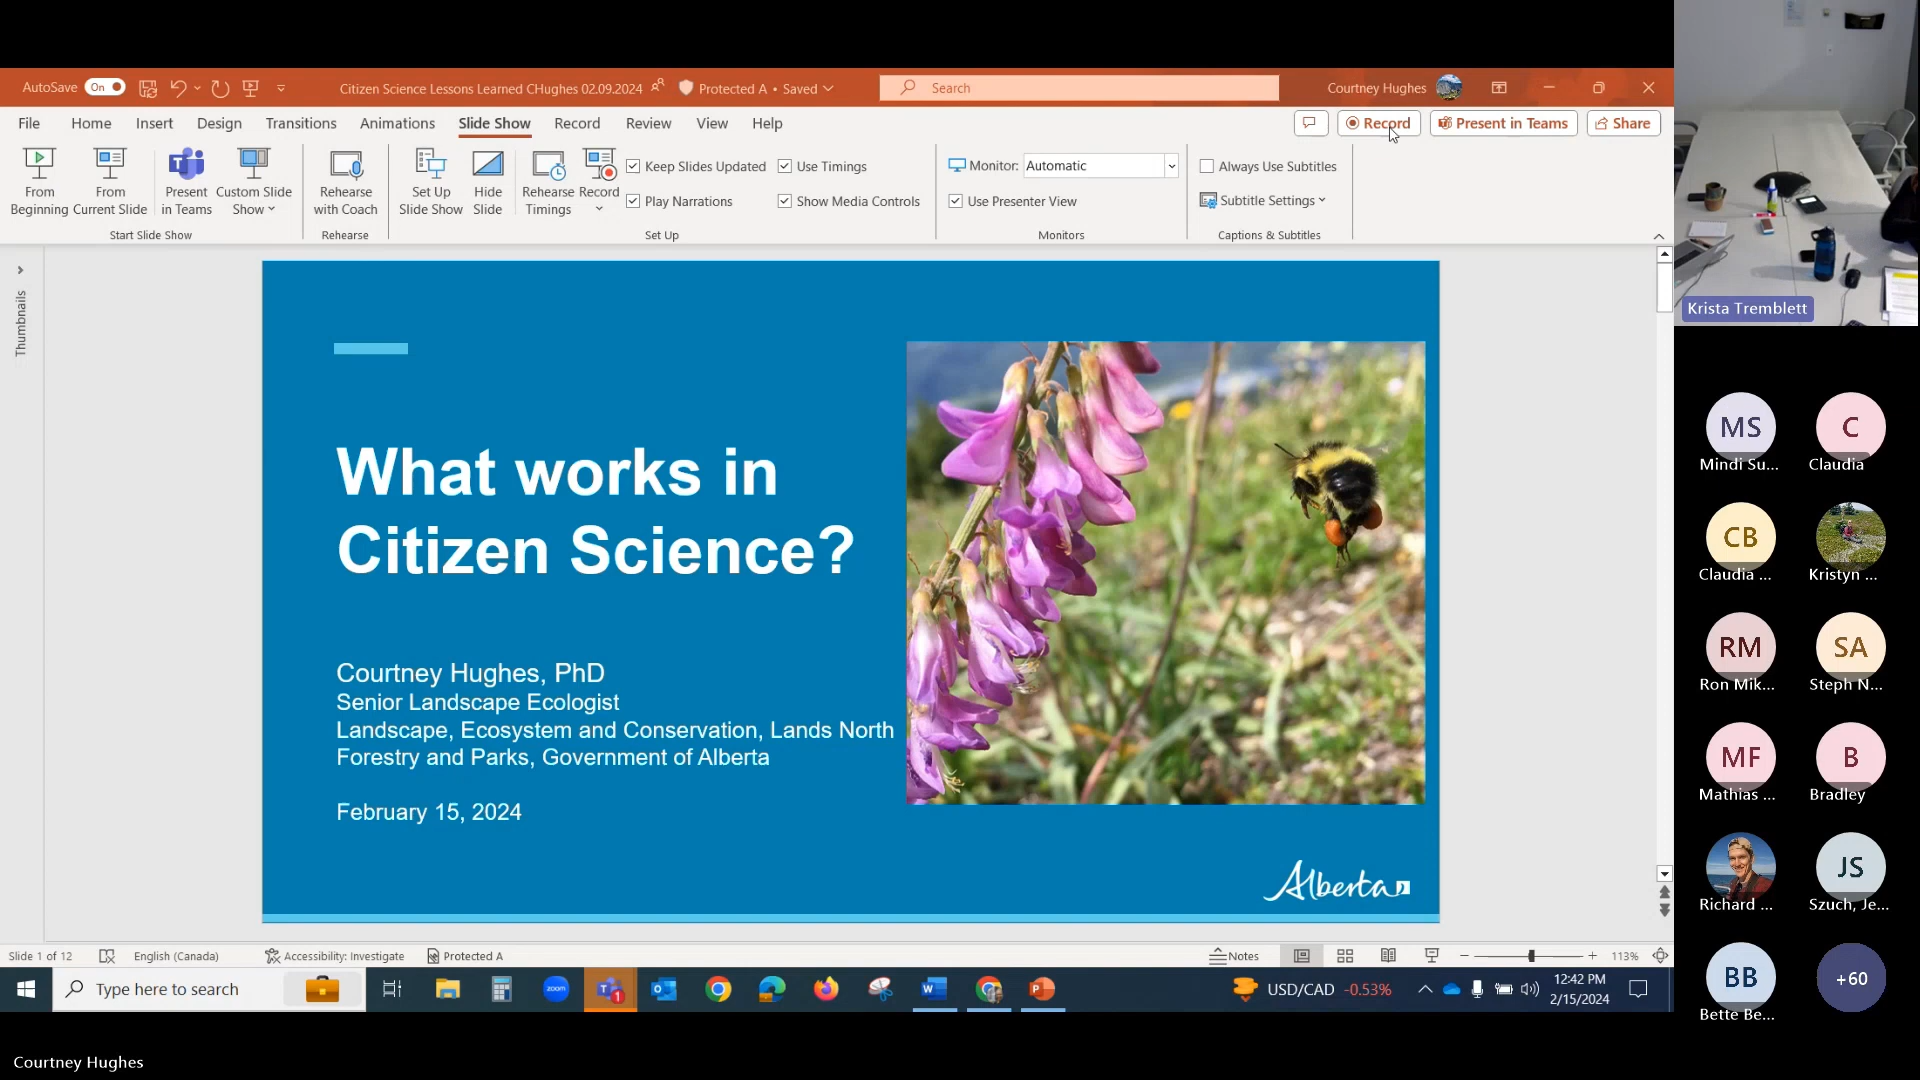 AutoSave On
Citizen Science Lessons Learned CHughes 02.09.2024
Protected A • Saved
Search
Courtney Hughes
File Home Insert Design Transitions Animations Slide Show Record Review View Help
Record Present in Teams Share
From Beginning
From Current Slide
Present in Teams
Custom Slide Show
Start Slide Show
Rehearse with Coach
Rehearse
Set Up Slide Show
Hide Slide
Rehearse Timings
Record
Keep Slides Updated
Use Timings
Play Narrations
Show Media Controls
Set Up
Monitor: Automatic
Use Presenter View
Monitors
Always Use Subtitles
Subtitle Settings
Captions & Subtitles
Thumbnails
What works in
Citizen Science?
Courtney Hughes, PhD
Senior Landscape Ecologist
Landscape, Ecosystem and Conservation, Lands North
Forestry and Parks, Government of Alberta
February 15, 2024
Alberta
Slide 1 of 12 English (Canada) Accessibility: Investigate Protected A
Notes 113%
Type here to search
zoom
USD/CAD -0.53%
12:42 PM
2/15/2024
Courtney Hughes
Krista Tremblett
MS
Mindi Su...
C
Claudia
CB
Claudia ...
Kristyn ...
RM
Ron Mik...
SA
Steph N...
MF
Mathias ...
B
Bradley
Richard ...
JS
Szuch, Je...
BB
Bette Be...
+60